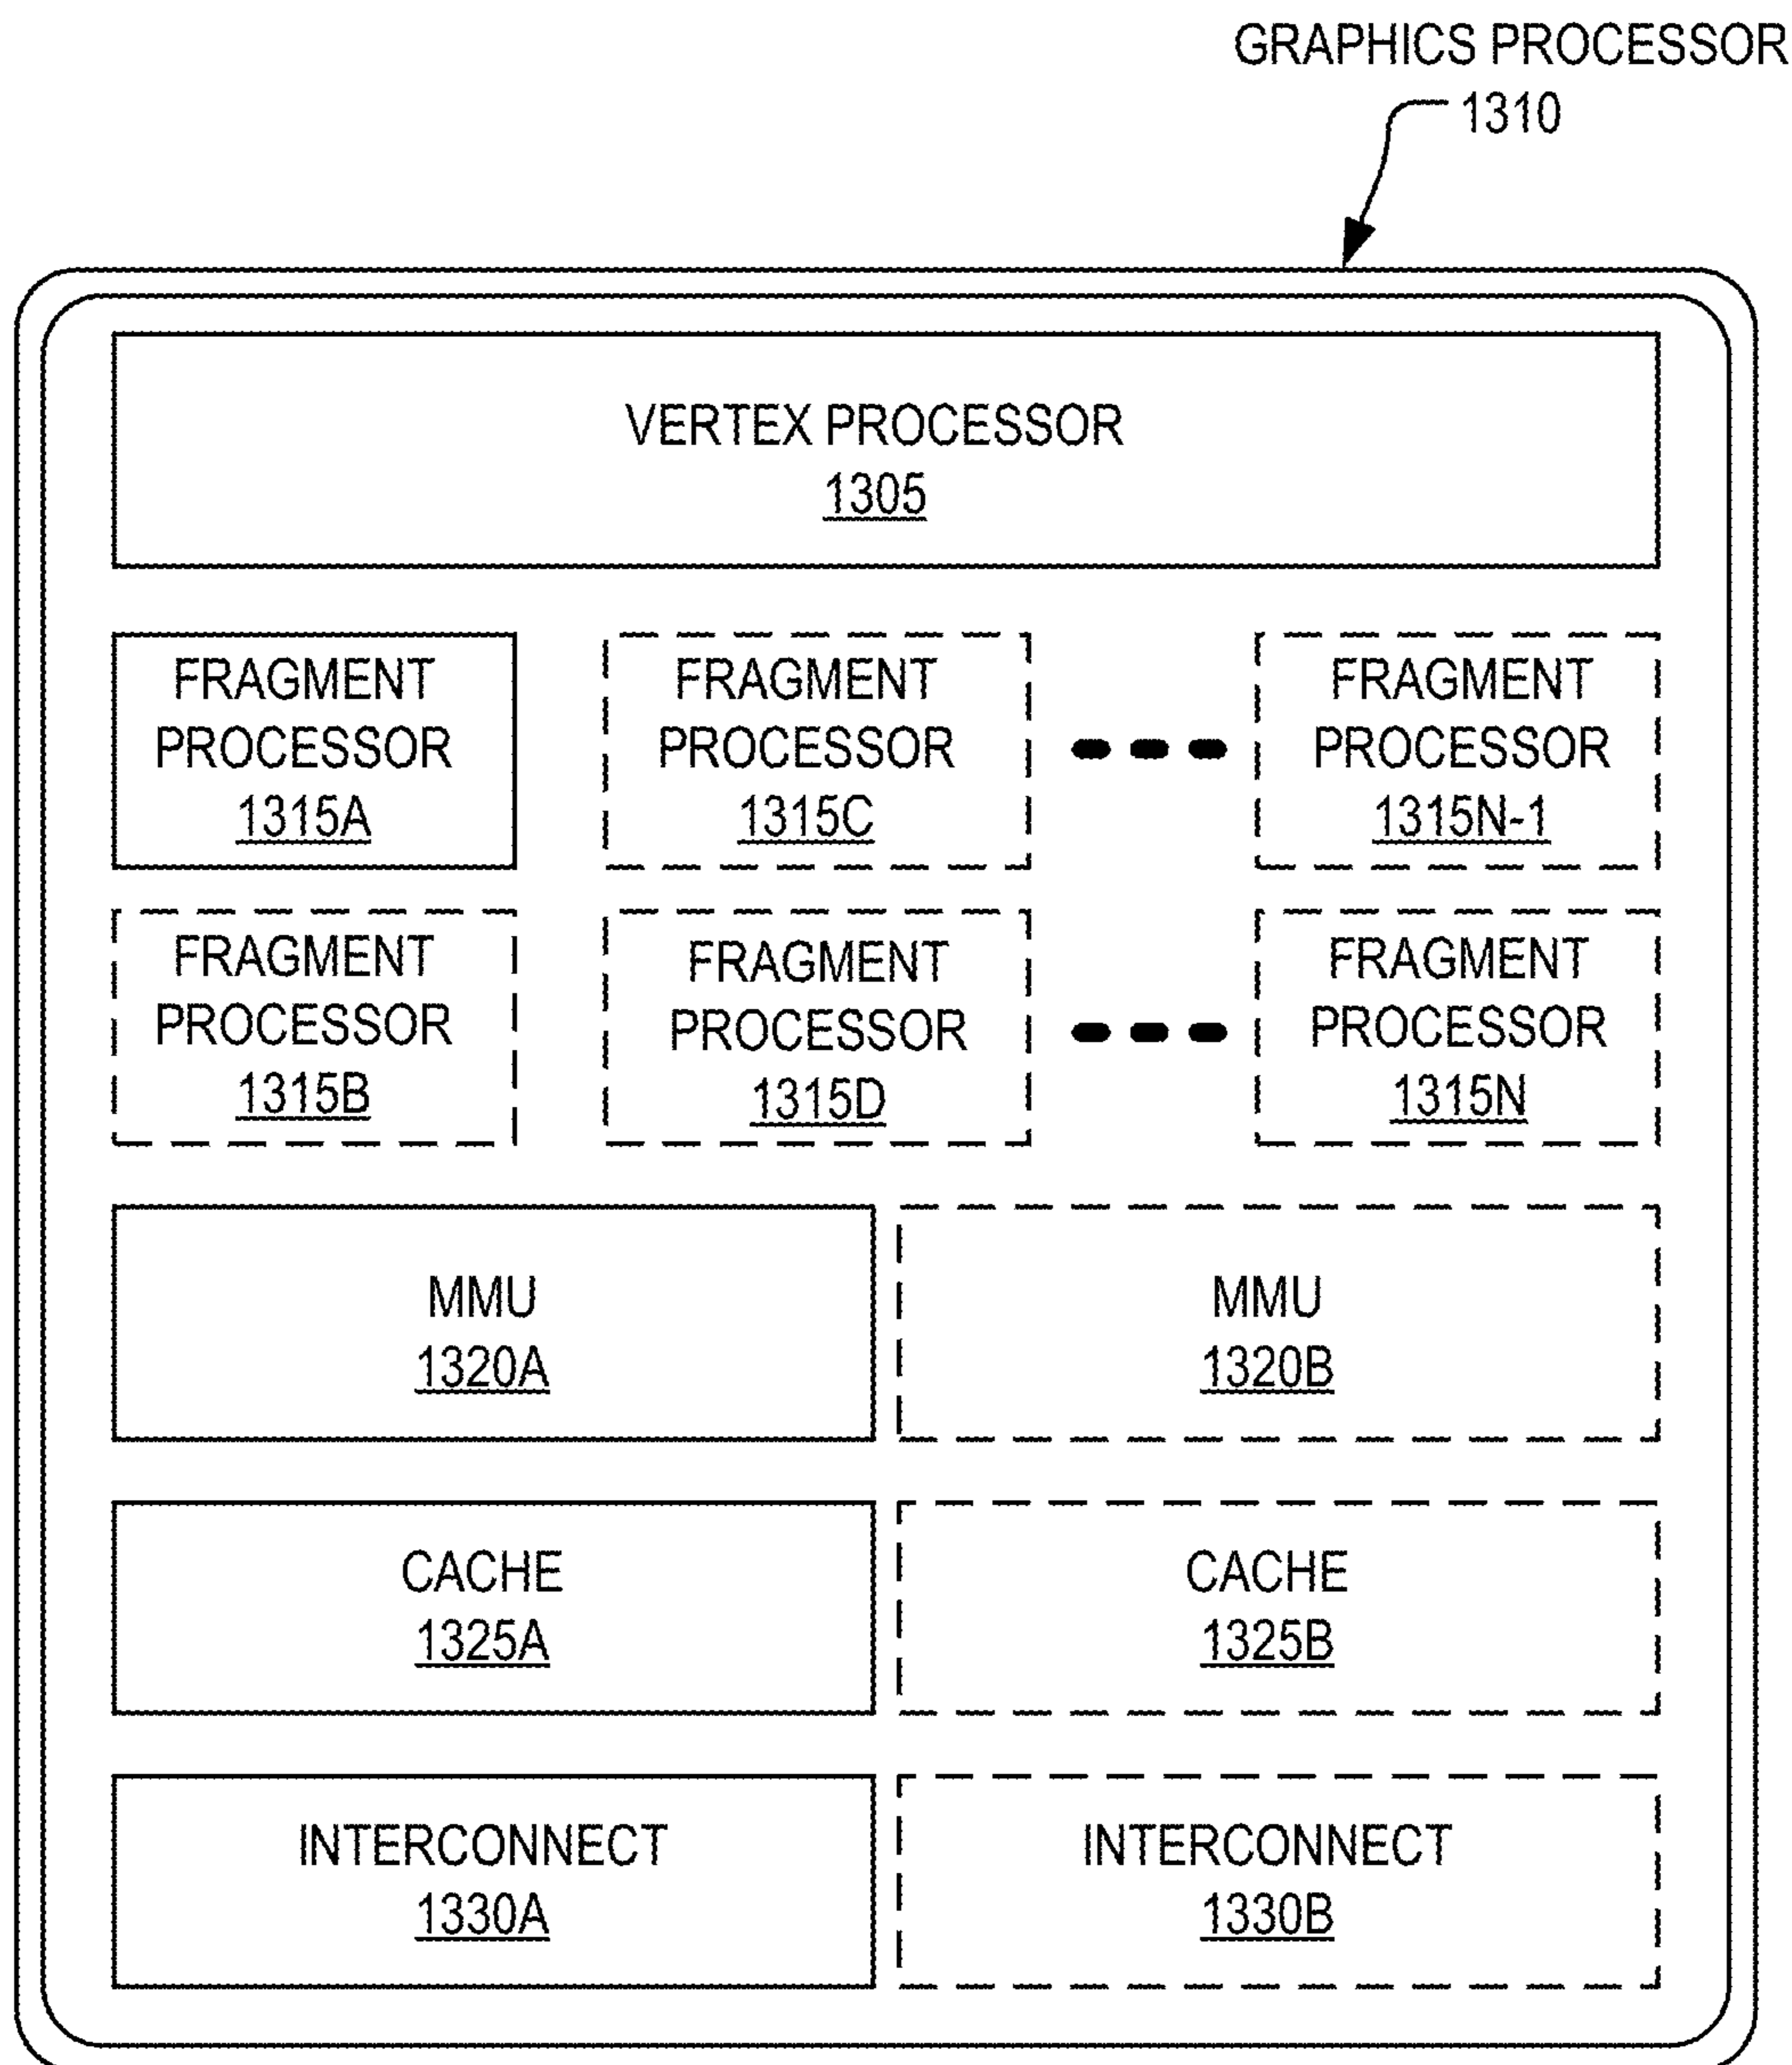 GRAPHICS PROCESSOR
1310
VERTEX PROCESSOR
1305
FRAGMENT
PROCESSOR
1315A
FRAGMENT
PROCESSOR
1315C
FRAGMENT
PROCESSOR
1315N-1
FRAGMENT
PROCESSOR
1315B
FRAGMENT
PROCESSOR
1315D
FRAGMENT
PROCESSOR
1315N
MMU
1320A
MMU
1320B
CACHE
1325A
CACHE
1325B
INTERCONNECT
1330A
INTERCONNECT
1330B